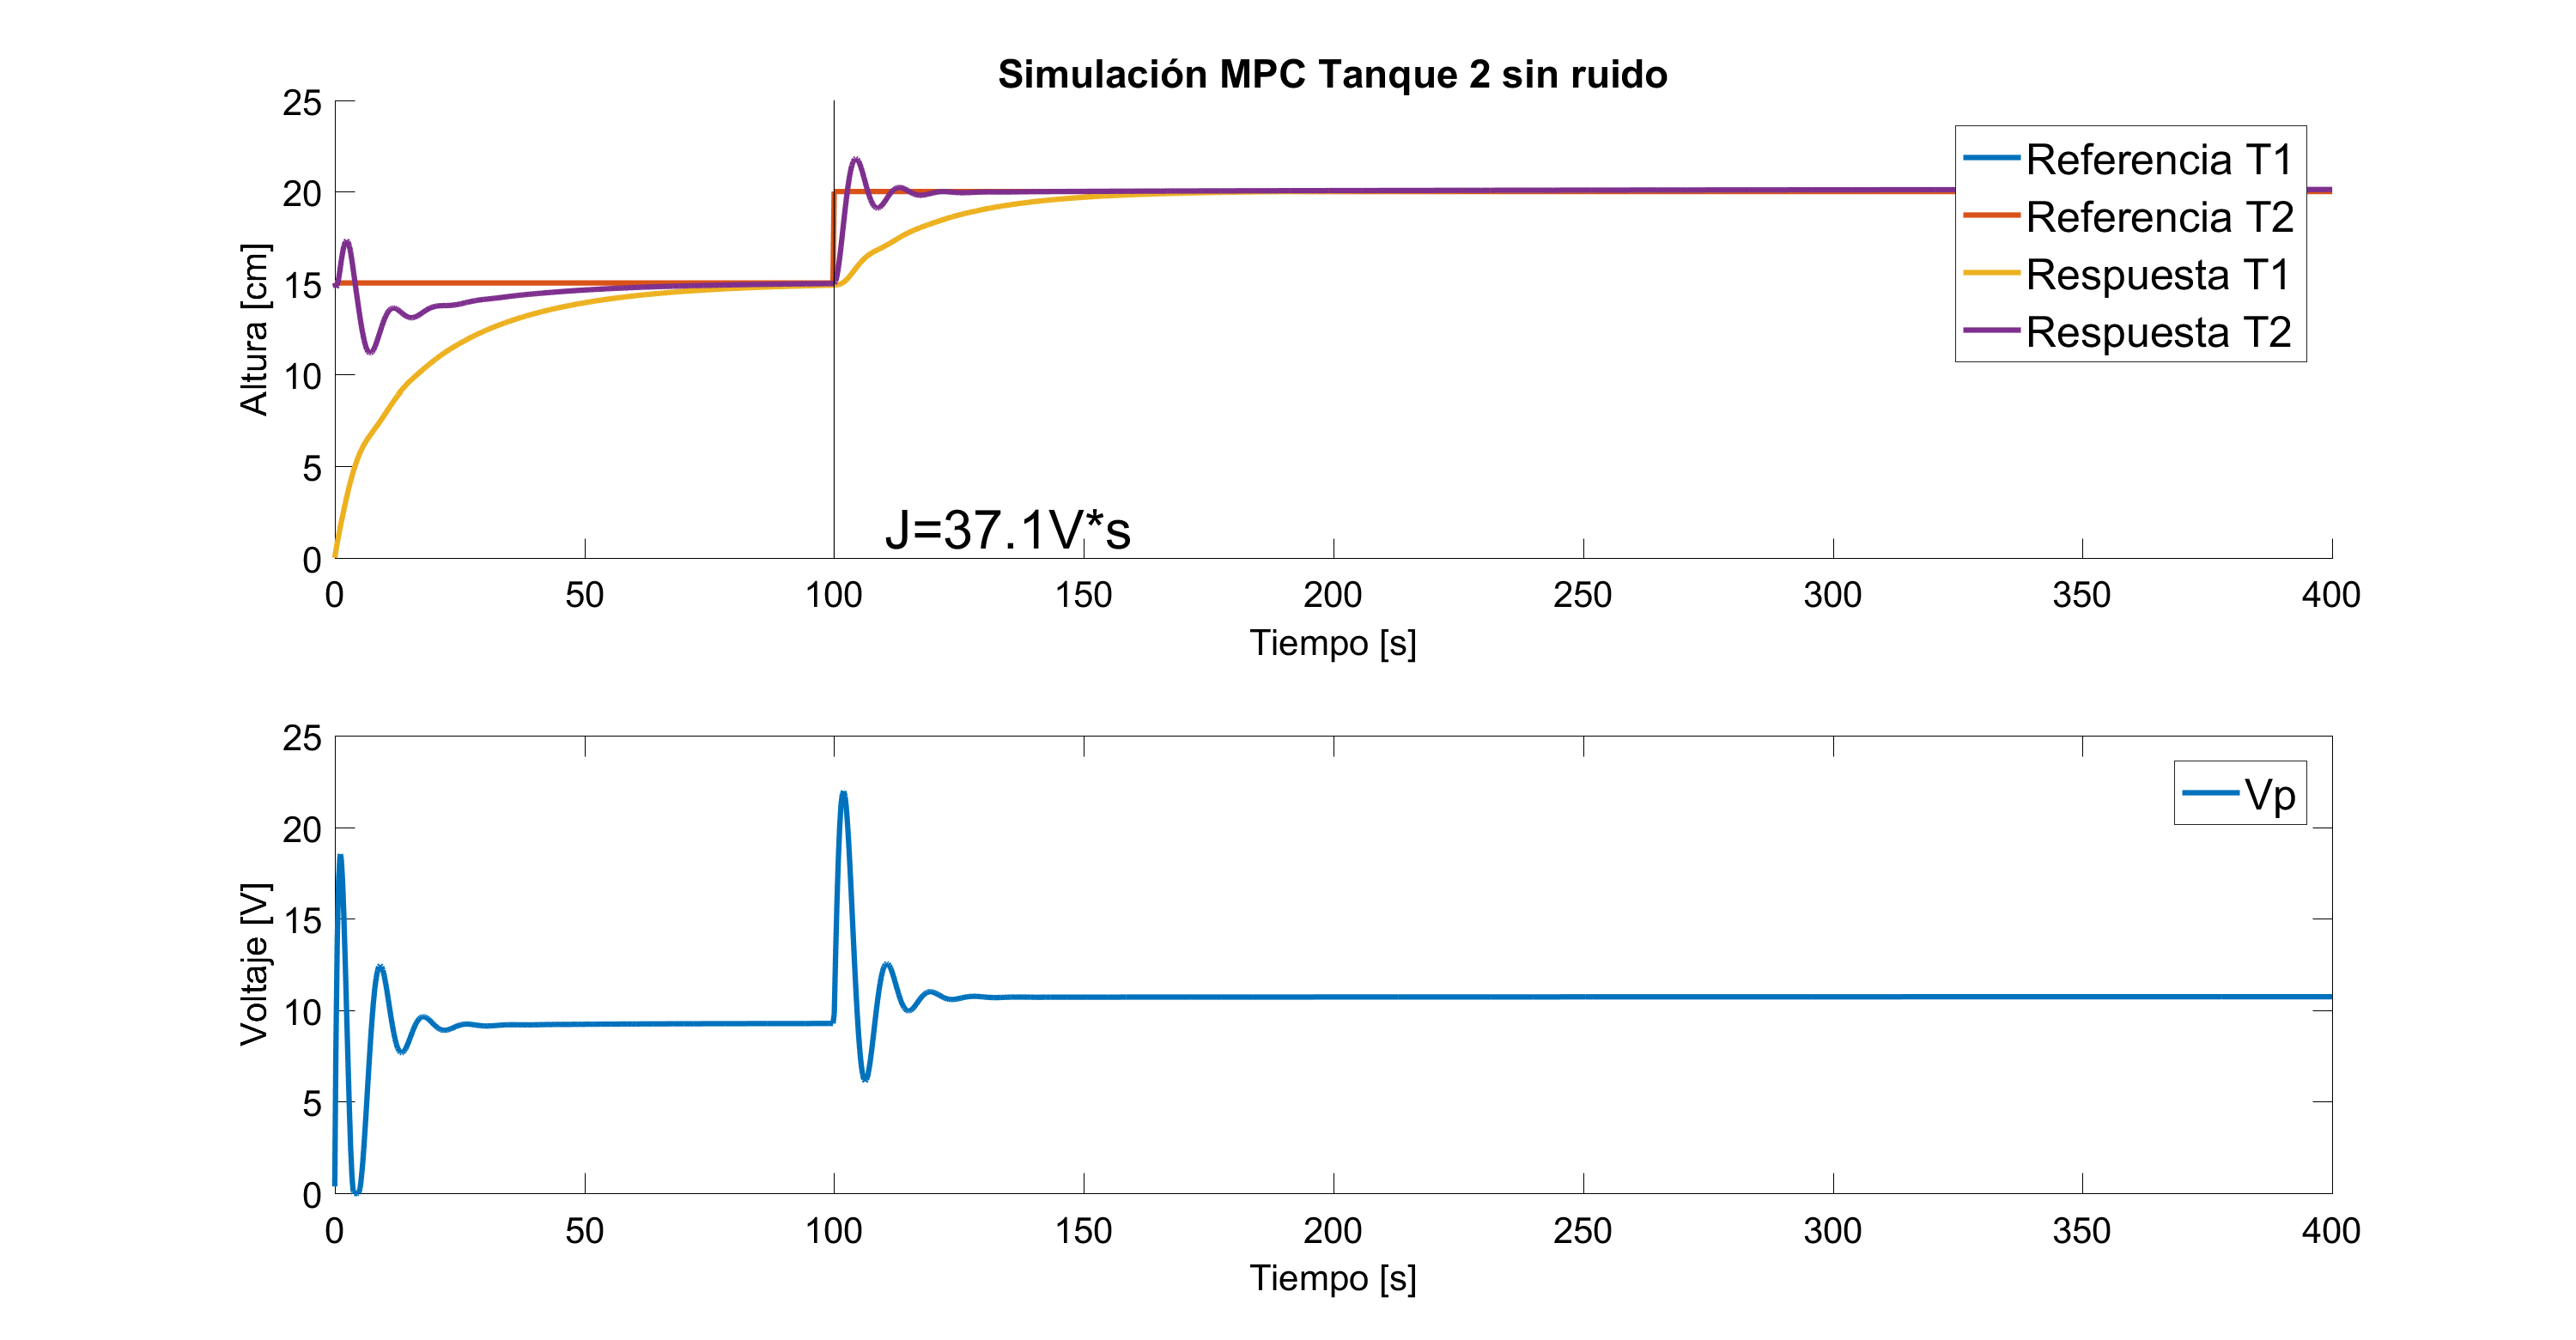 Simulación MPC Tanque 2 sin ruido
25
20
15
10
5
0
Altura [cm]
Referencia T1
Referencia T2
Respuesta T1
Respuesta T2
J=37.1V*s
0 50 100 150 200 250 300 350 400
Tiempo [s]
25
20
15
10
5
0
Voltaje [V]
Vp
0 50 100 150 200 250 300 350 400
Tiempo [s]